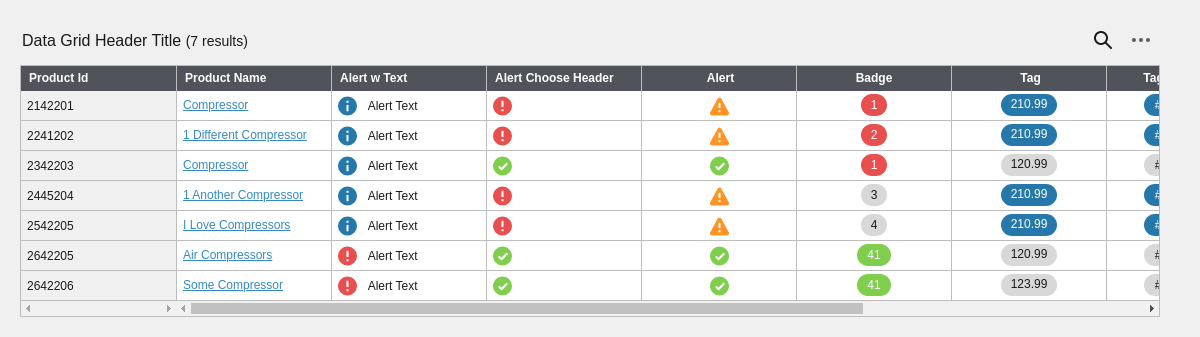 Data Grid Header Title (7 results)
Product Id Product Name Alert w Text Alert Choose Header Alert Badge Tag
2142201 Compressor Alert Text 1 210.99 #
2241202 1 Different Compressor Alert Text 2 210.99 #
2342203 Compressor Alert Text 1 120.99 #
2445204 1 Another Compressor Alert Text 3 210.99 #
2542205 I Love Compressors Alert Text 4 210.99 #
2642205 Air Compressors Alert Text 41 120.99 #
2642206 Some Compressor Alert Text 41 123.99 #